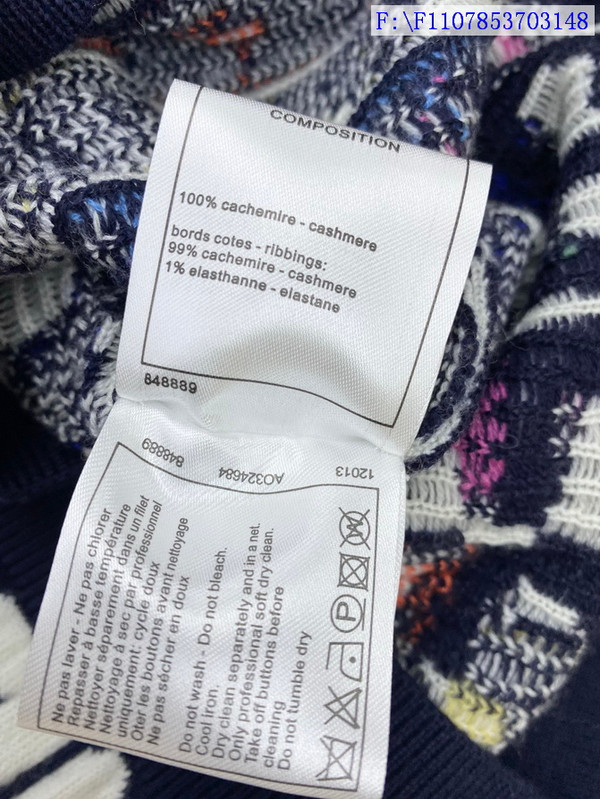 F:\F1107853703148
COMPOSITION
100% cachemire - cashmere
bords cotes - ribbings:
99% cachemire - cashmere
1% elasthanne - elastane
848889
848889 AO324684 12013
Ne pas laver - Ne pas chlorer
Repasser à basse température
Nettoyer séparement dans un filet
Nettoyage à sec par professionnel
uniquement: cycle doux
Oter les boutons avant nettoyage
Ne pas sécher en doux
Do not wash - Do not bleach.
Cool iron.
Dry clean separately and in a net.
Only professional soft dry clean.
Take off buttons before
cleaning
Do not tumble dry
P
W